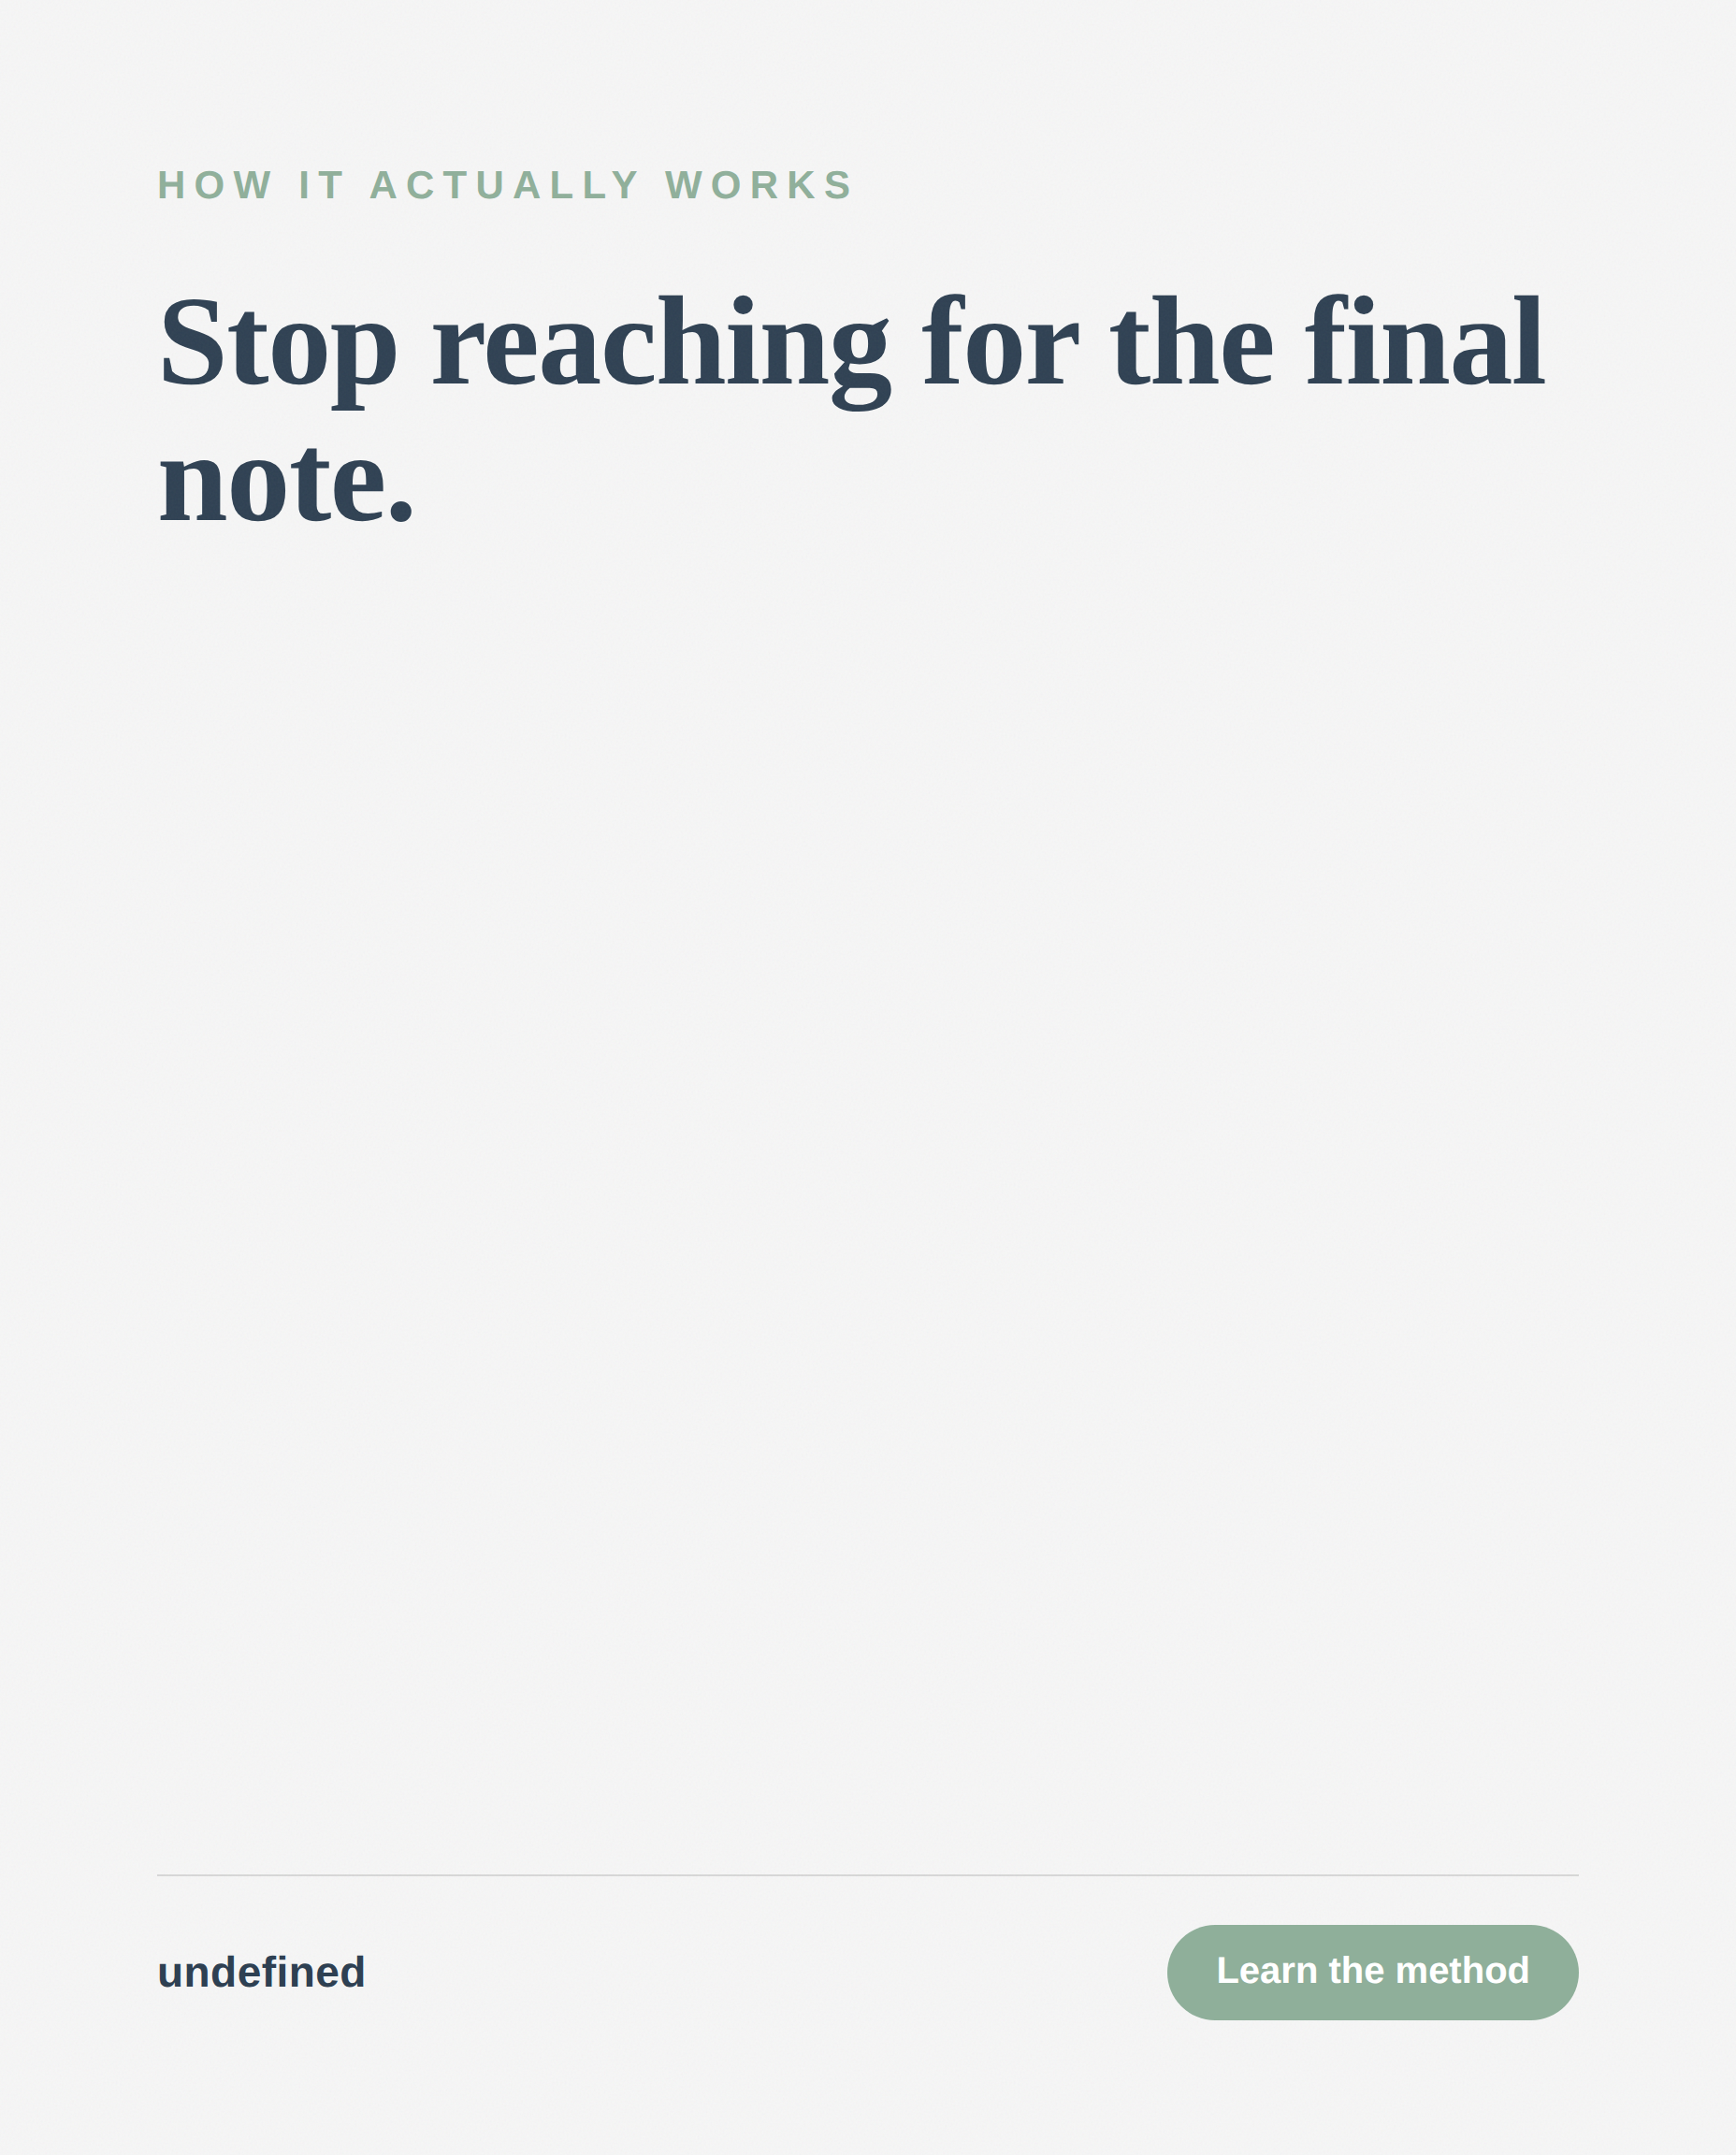 HOW IT ACTUALLY WORKS
Stop reaching for the final
note.
undefined
Learn the method